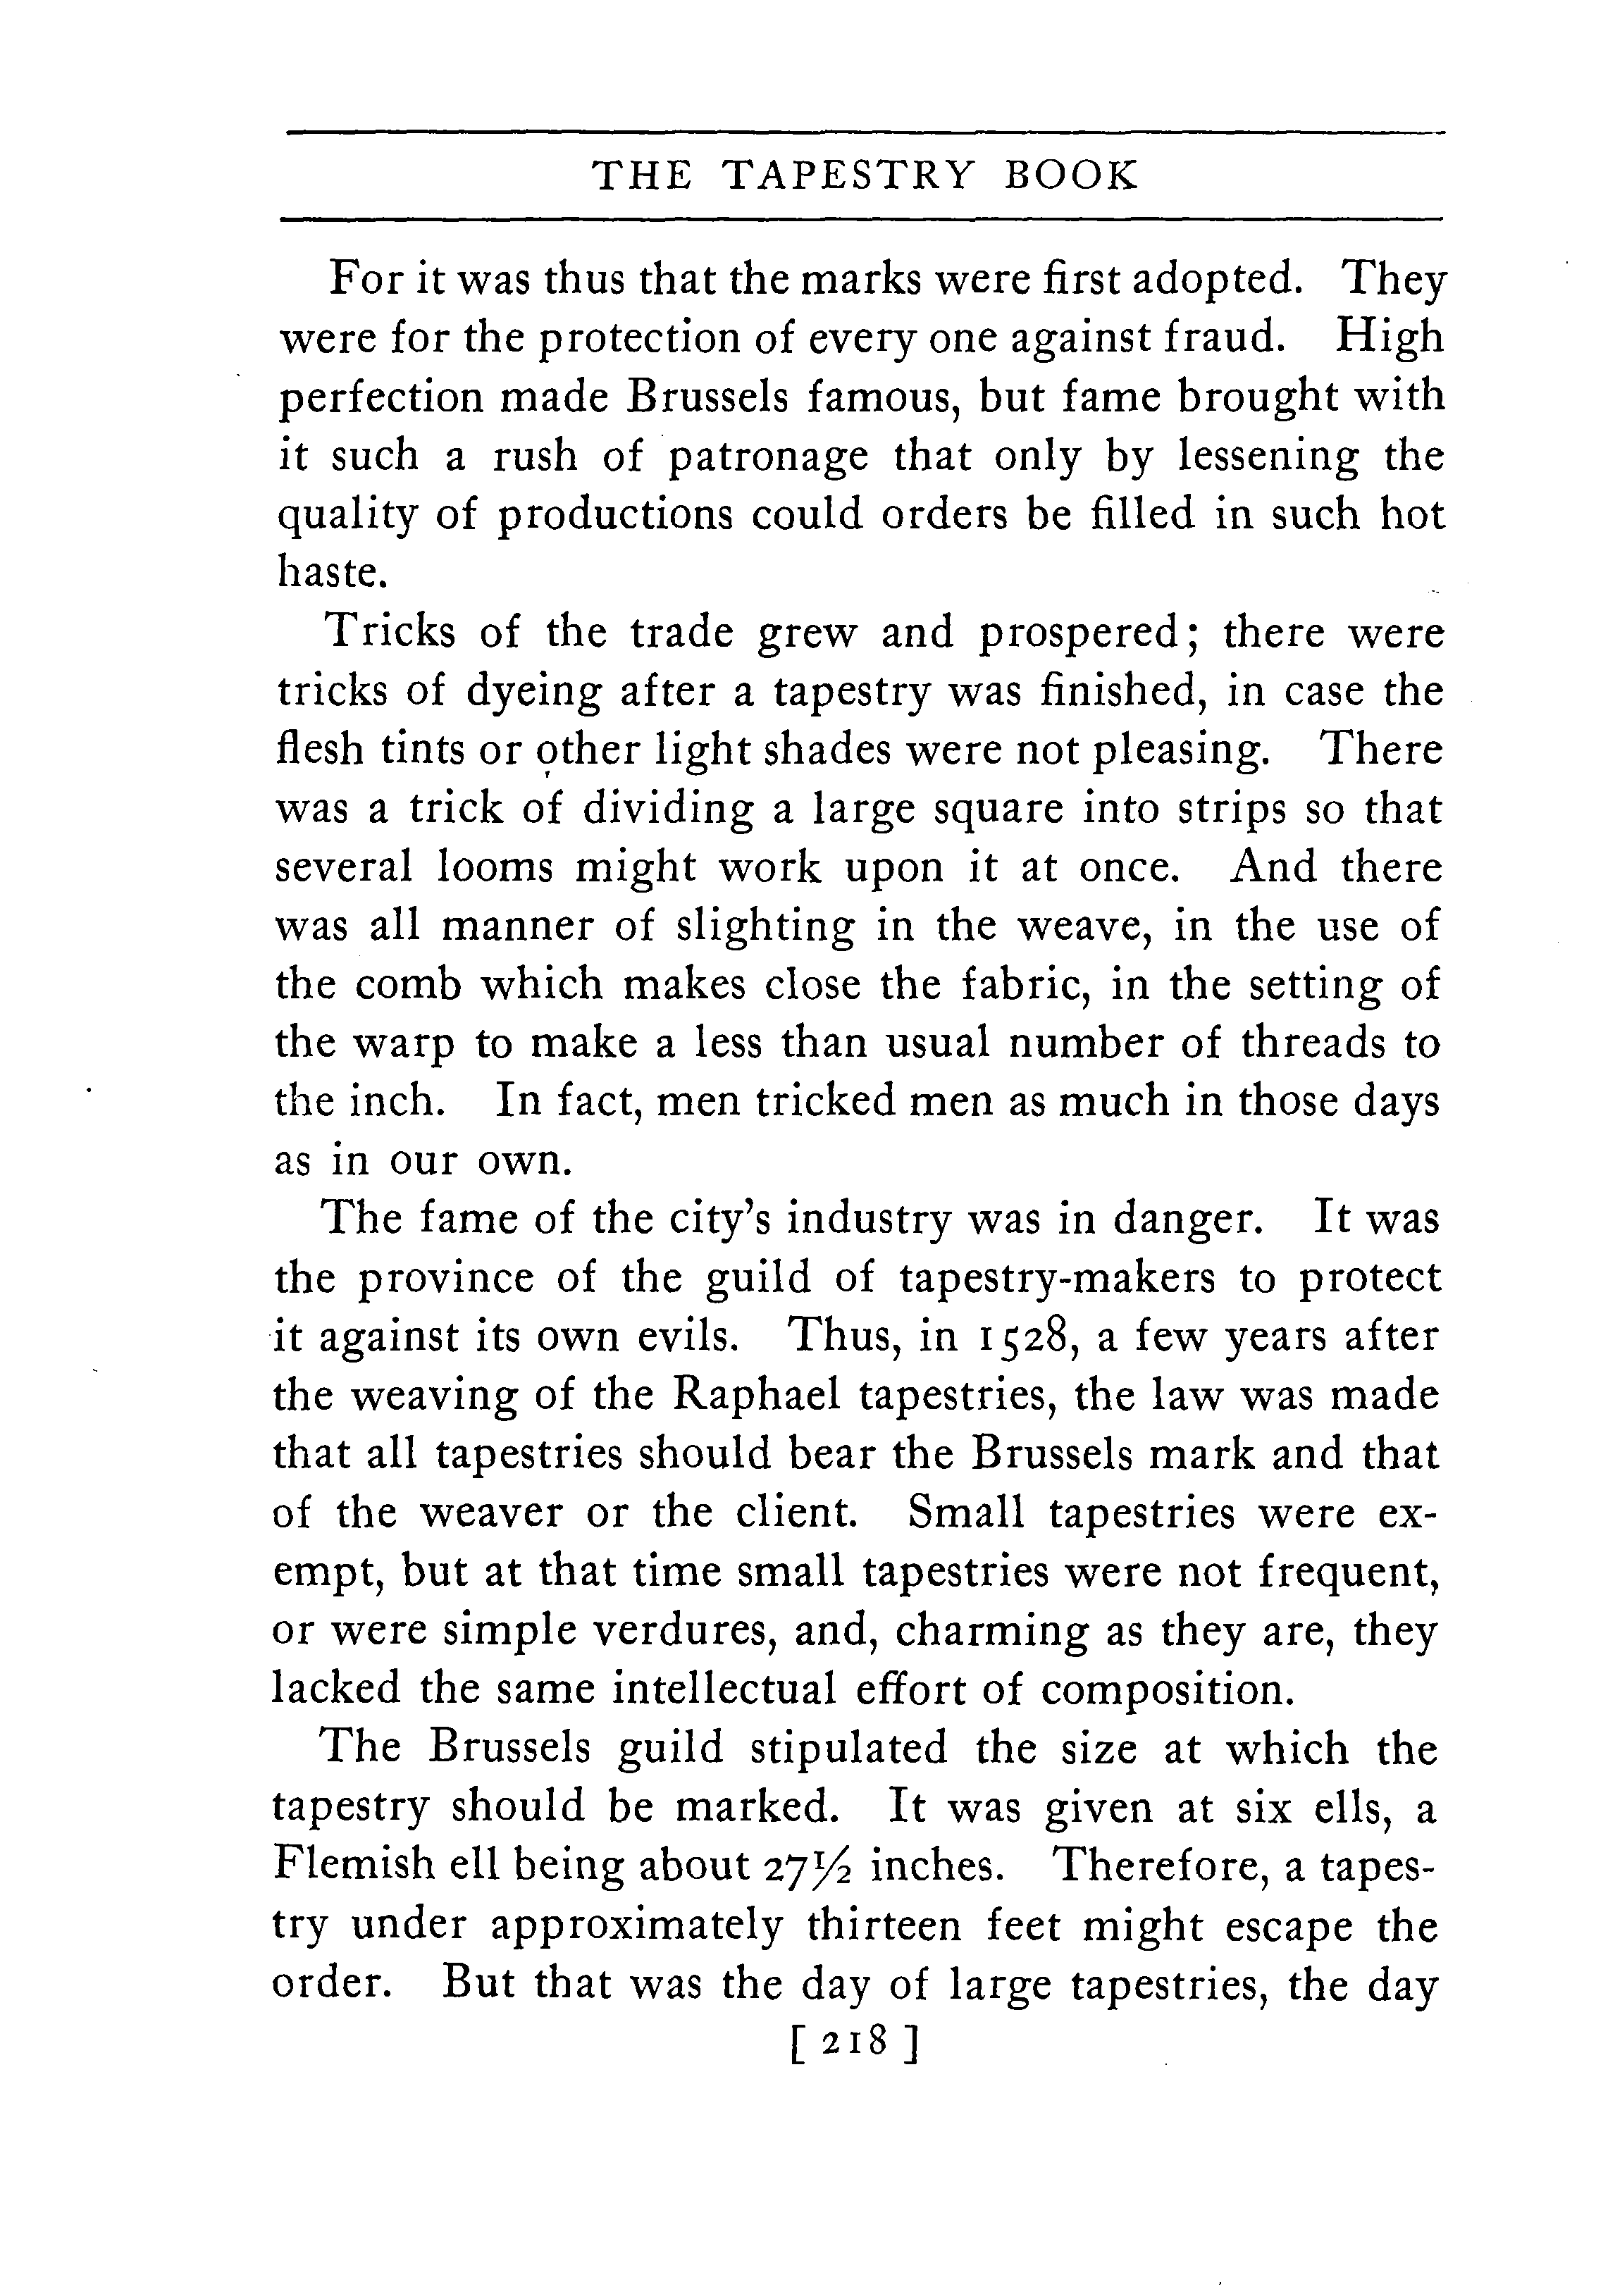 THE TAPESTRY BOOK
For it was thus that the marks were first adopted. They
were for the protection of every one against fraud. High
perfection made Brussels famous, but fame brought with
it such a rush of patronage that only by lessening the
quality of productions could orders be filled in such hot
haste.
Tricks of the trade grew and prospered; there were
tricks of dyeing after a tapestry was finished, in case the
flesh tints or other light shades were not pleasing. There
was a trick of dividing a large square into strips so that
several looms might work upon it at once. And there
was all manner of slighting in the weave, in the use of
the comb which makes close the fabric, in the setting of
the warp to make a less than usual number of threads to
the inch. In fact, men tricked men as much in those days
as in our own.
The fame of the city's industry was in danger. It was
the province of the guild of tapestry-makers to protect
it against its own evils. Thus, in 1528, a few years after
the weaving of the Raphael tapestries, the law was made
that all tapestries should bear the Brussels mark and that
of the weaver or the client. Small tapestries were ex-
empt, but at that time small tapestries were not frequent,
or were simple verdures, and, charming as they are, they
lacked the same intellectual effort of composition.
The Brussels guild stipulated the size at which the
tapestry should be marked. It was given at six ells, a
Flemish ell being about 27½ inches. Therefore, a tapes-
try under approximately thirteen feet might escape the
order. But that was the day of large tapestries, the day
[ 218 ]